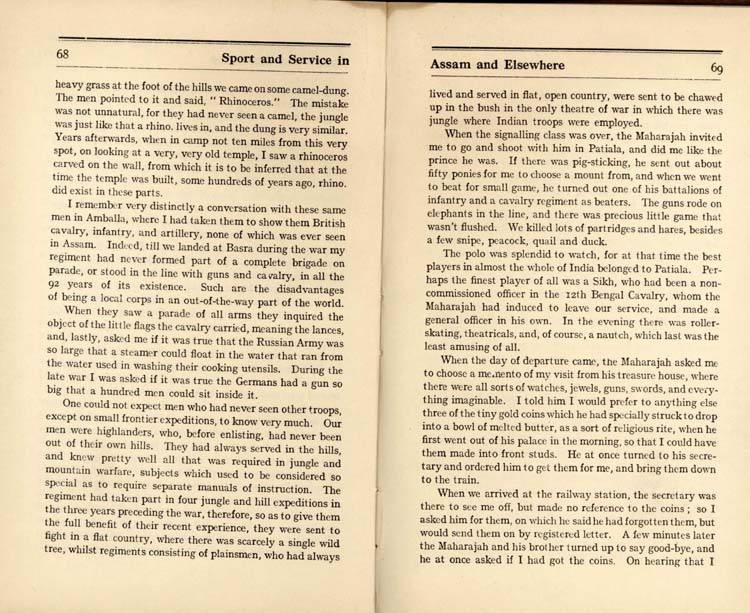 68
Sport and Service in
heavy grass at the foot of the hills we came on some camel-dung.
The men pointed to it and said, " Rhinoceros." The mistake
was not unnatural, for they had never seen a camel, the jungle
was just like that a rhino. lives in, and the dung is very similar.
Years afterwards, when in camp not ten miles from this very
spot, on looking at a very, very old temple, I saw a rhinoceros
carved on the wall, from which it is to be inferred that at the
time the temple was built, some hundreds of years ago, rhino.
did exist in these parts.
I remember very distinctly a conversation with these same
men in Amballa, where I had taken them to show them British
cavalry, infantry, and artillery, none of which was ever seen
in Assam. Indeed, till we landed at Basra during the war my
regiment had never formed part of a complete brigade on
parade, or stood in the line with guns and cavalry, in all the
92 years of its existence. Such are the disadvantages
of being a local corps in an out-of-the-way part of the world.
When they saw a parade of all arms they inquired the
object of the little flags the cavalry carried, meaning the lances,
and, lastly, asked me if it was true that the Russian Army was
so large that a steamer could float in the water that ran from
the water used in washing their cooking utensils. During the
late war I was asked if it was true the Germans had a gun so
big that a hundred men could sit inside it.
One could not expect men who had never seen other troops,
except on small frontier expeditions, to know very much. Our
men were highlanders, who, before enlisting, had never been
out of their own hills. They had always served in the hills,
and knew pretty well all that was required in jungle and
mountain warfare, subjects which used to be considered so
special as to require separate manuals of instruction. The
regiment had taken part in four jungle and hill expeditions in
the three years preceding the war, therefore, so as to give them
the full benefit of their recent experience, they were sent to
fight in a flat country, where there was scarcely a single wild
tree, whilst regiments consisting of plainsmen, who had always
Assam and Elsewhere
69
lived and served in flat, open country, were sent to be chawed
up in the bush in the only theatre of war in which there was
jungle where Indian troops were employed.
When the signalling class was over, the Maharajah invited
me to go and shoot with him in Patiala, and did me like the
prince he was. If there was pig-sticking, he sent out about
fifty ponies for me to choose a mount from, and when we went
to beat for small game, he turned out one of his battalions of
infantry and a cavalry regiment as beaters. The guns rode on
elephants in the line, and there was precious little game that
wasn't flushed. We killed lots of partridges and hares, besides
a few snipe, peacock, quail and duck.
The polo was splendid to watch, for at that time the best
players in almost the whole of India belonged to Patiala. Per-
haps the finest player of all was a Sikh, who had been a non-
commissioned officer in the 12th Bengal Cavalry, whom the
Maharajah had induced to leave our service, and made a
general officer in his own. In the evening there was roller-
skating, theatricals, and, of course, a nautch, which last was the
least amusing of all.
When the day of departure came, the Maharajah asked me
to choose a memento of my visit from his treasure house, where
there were all sorts of watches, jewels, guns, swords, and every-
thing imaginable. I told him I would prefer to anything else
three of the tiny gold coins which he had specially struck to drop
into a bowl of melted butter, as a sort of religious rite, when he
first went out of his palace in the morning, so that I could have
them made into front studs. He at once turned to his secre-
tary and ordered him to get them for me, and bring them down
to the train.
When we arrived at the railway station, the secretary was
there to see me off, but made no reference to the coins ; so I
asked him for them, on which he said he had forgotten them, but
would send them on by registered letter. A few minutes later
the Maharajah and his brother turned up to say good-bye, and
he at once asked if I had got the coins. On hearing that I